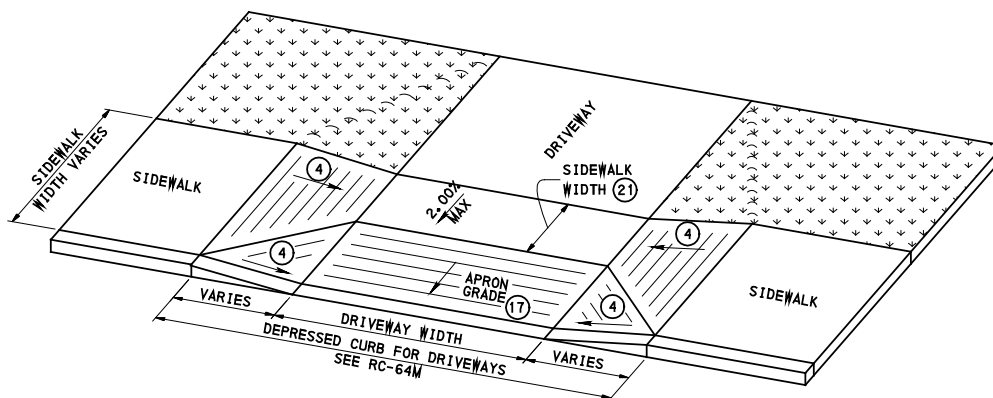 DRIVEWAY
SIDEWALK
WIDTH VARIES
SIDEWALK
4
SIDEWALK
WIDTH 21
2.00%
MAX
4
4
APRON
GRADE 17
4
SIDEWALK
VARIES
DRIVEWAY WIDTH
VARIES
DEPRESSED CURB FOR DRIVEWAYS
SEE RC-64M